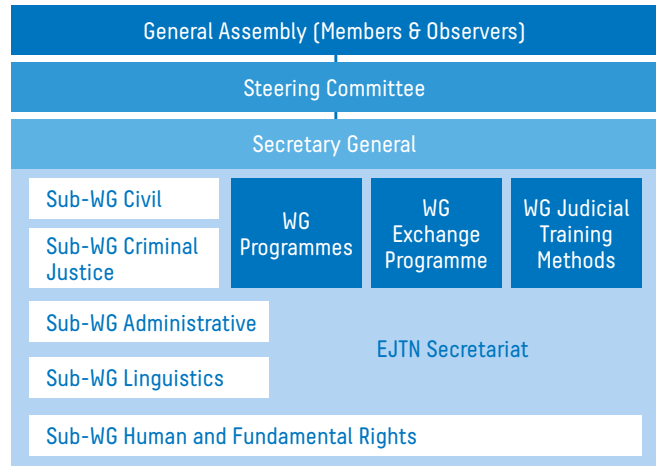 General Assembly (Members & Observers)
Steering Committee
Secretary General
Sub-WG Civil
Sub-WG Criminal
Justice
WG
Programmes
WG
Exchange
Programme
WG Judicial
Training
Methods
Sub-WG Administrative
EJTN Secretariat
Sub-WG Linguistics
Sub-WG Human and Fundamental Rights